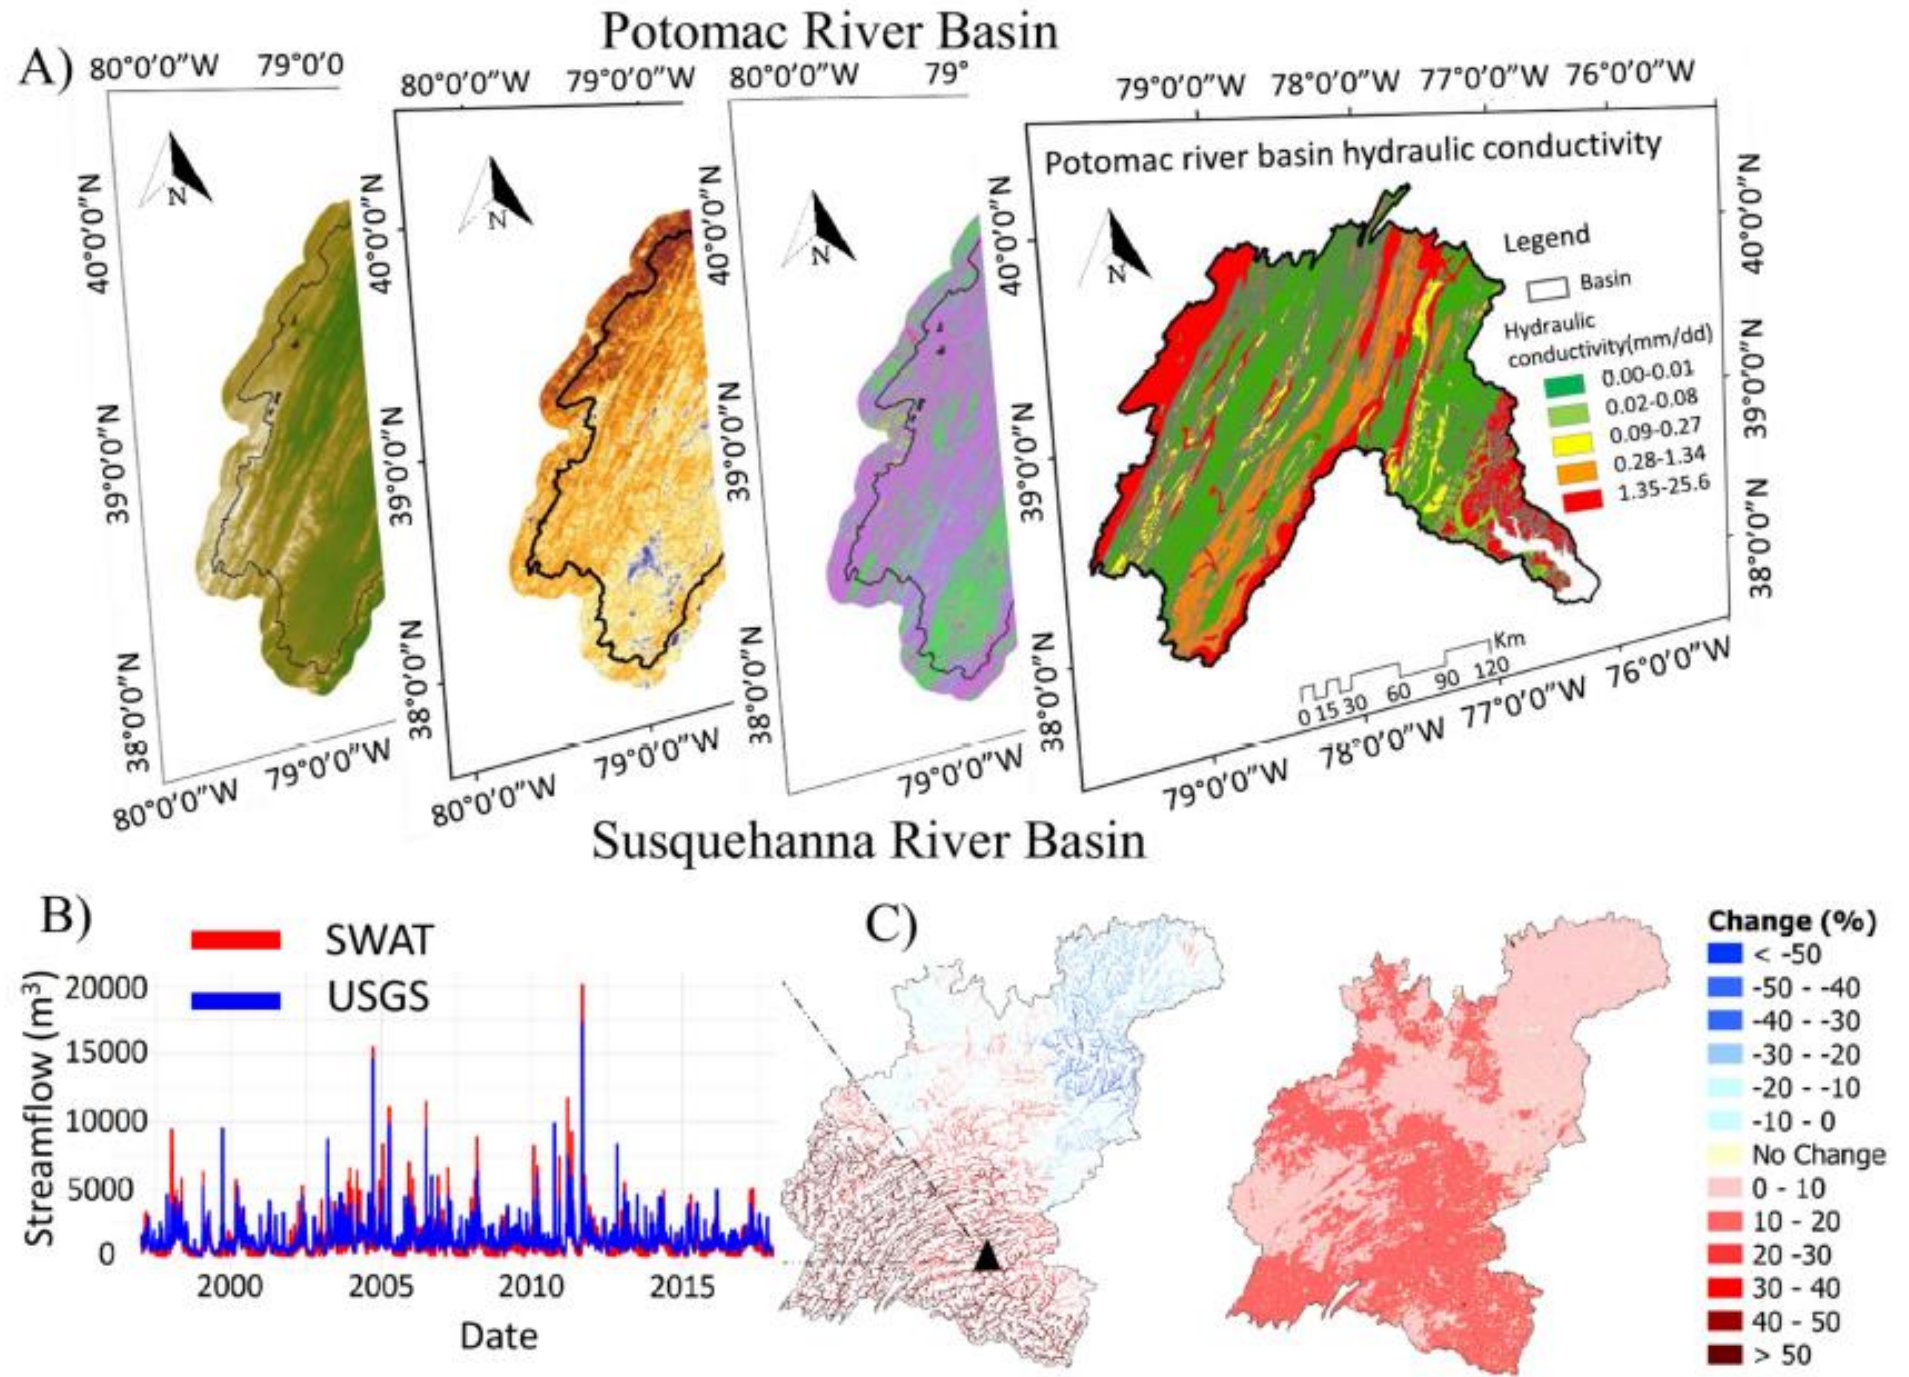 Potomac River Basin
A)
80°0'0"W 79°0'0
80°0'0"W 79°0'0"W
80°0'0"W 79°
79°0'0"W 78°0'0"W 77°0'0"W 76°0'0"W
40°0'0"N
39°0'0"N
38°0'0"N
N
80°0'0"W 79°0'0"W
40°0'0"N
39°0'0"N
38°0'0"N
N
80°0'0"W 79°0'0"W
40°0'0"N
39°0'0"N
38°0'0"N
N
79°0'0"W
40°0'0"N
39°0'0"N
38°0'0"N
Potomac river basin hydraulic conductivity
N
Legend
Basin
Hydraulic
conductivity(mm/dd)
0.00-0.01
0.02-0.08
0.09-0.27
0.28-1.34
1.35-25.6
40°0'0"N
39°0'0"N
38°0'0"N
Km
0 15 30 60 90 120
79°0'0"W 78°0'0"W 77°0'0"W 76°0'0"W
Susquehanna River Basin
B)
SWAT
USGS
Streamflow (m³)
20000
15000
10000
5000
0
2000 2005 2010 2015
Date
C)
Change (%)
< -50
-50 - -40
-40 - -30
-30 - -20
-20 - -10
-10 - 0
No Change
0 - 10
10 - 20
20 -30
30 - 40
40 - 50
> 50